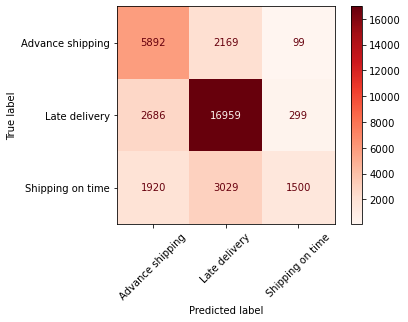 Advance shipping 5892 2169 99
Late delivery 2686 16959 299
Shipping on time 1920 3029 1500
True label
Advance shipping
Late delivery
Shipping on time
Predicted label
16000
14000
12000
10000
8000
6000
4000
2000